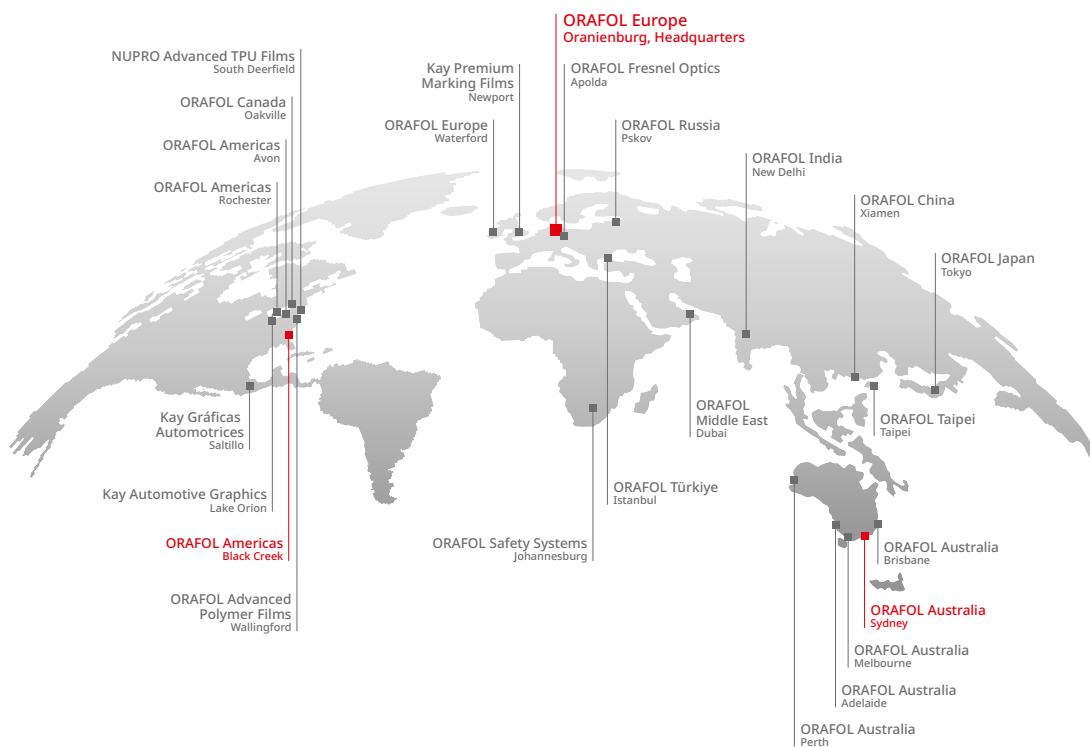 ORAFOL Europe
Oranienburg, Headquarters
NUPRO Advanced TPU Films
South Deerfield
Kay Premium
Marking Films
Newport
ORAFOL Fresnel Optics
Apolda
ORAFOL Canada
Oakville
ORAFOL Europe
Waterford
ORAFOL Russia
Pskov
ORAFOL Americas
Avon
ORAFOL India
New Delhi
ORAFOL Americas
Rochester
ORAFOL China
Xiamen
ORAFOL Japan
Tokyo
Kay Gráficas
Automotrices
Saltillo
ORAFOL
Middle East
Dubai
ORAFOL Taipei
Taipei
Kay Automotive Graphics
Lake Orion
ORAFOL Türkiye
Istanbul
ORAFOL Americas
Black Creek
ORAFOL Safety Systems
Johannesburg
ORAFOL Australia
Brisbane
ORAFOL Advanced
Polymer Films
Wallingford
ORAFOL Australia
Sydney
ORAFOL Australia
Melbourne
ORAFOL Australia
Adelaide
ORAFOL Australia
Perth